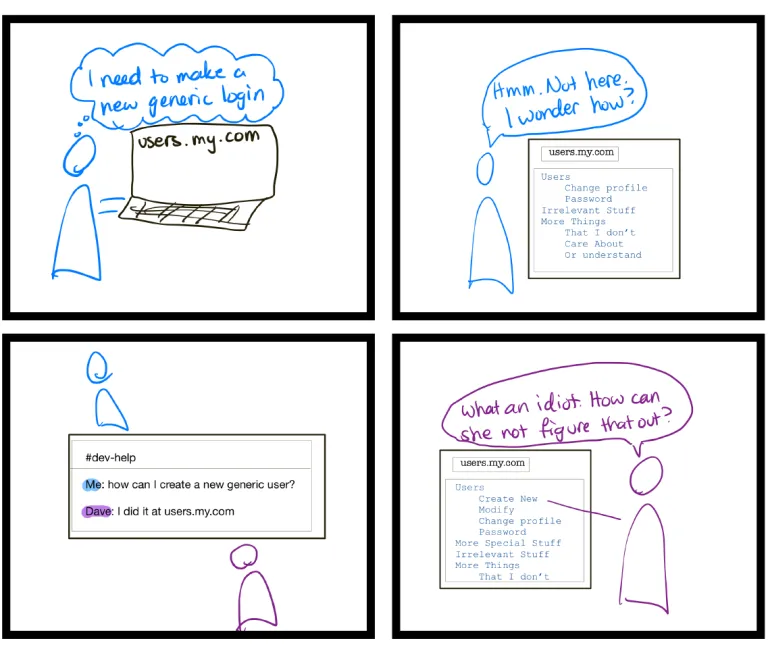 I need to make a
new generic login
users.my.com
Hmm. Not here.
I wonder how?
users.my.com
Users
Change profile
Password
Irrelevant Stuff
More Things
That I don't
Care About
Or understand
#dev-help
Me: how can I create a new generic user?
Dave: I did it at users.my.com
What an idiot. How can
she not figure that out?
users.my.com
Users
Create New
Modify
Change profile
Password
More Special Stuff
Irrelevant Stuff
More Things
That I don't